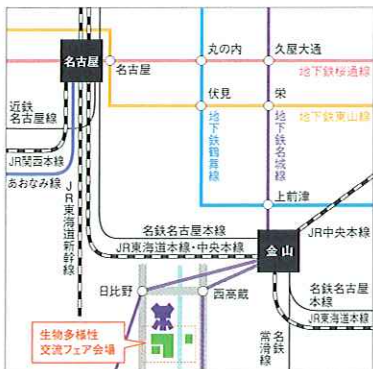 丸の内
久屋大通
名古屋
名古屋
地下鉄桜通線
近鉄
名古屋線
伏見
栄
地下鉄東山線
地下鉄鶴舞線
地下鉄名城線
JR関西本線
あおなみ線
JR東海道新幹線
上前津
名鉄名古屋本線
JR東海道本線・中央本線
JR中央本線
金山
日比野
西高蔵
名鉄名古屋
本線
JR東海道本線
名鉄
常滑線
生物多様性
交流フェア会場